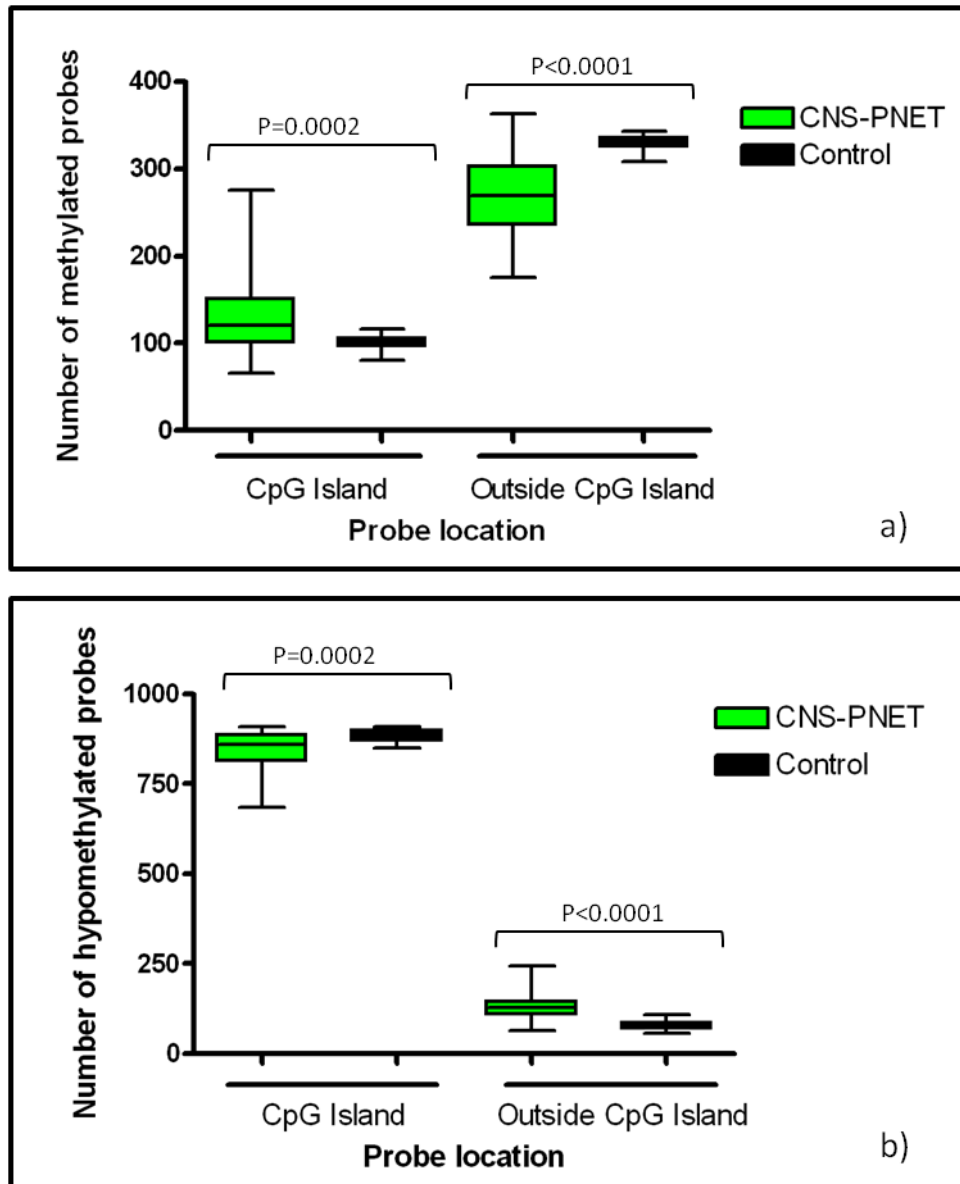 Number of methylated probes
400
300
200
100
0
P=0.0002
P<0.0001
CNS-PNET
Control
CpG Island
Outside CpG Island
Probe location
a)
Number of hypomethylated probes
1000
750
500
250
0
P=0.0002
P<0.0001
CNS-PNET
Control
CpG Island
Outside CpG Island
Probe location
b)